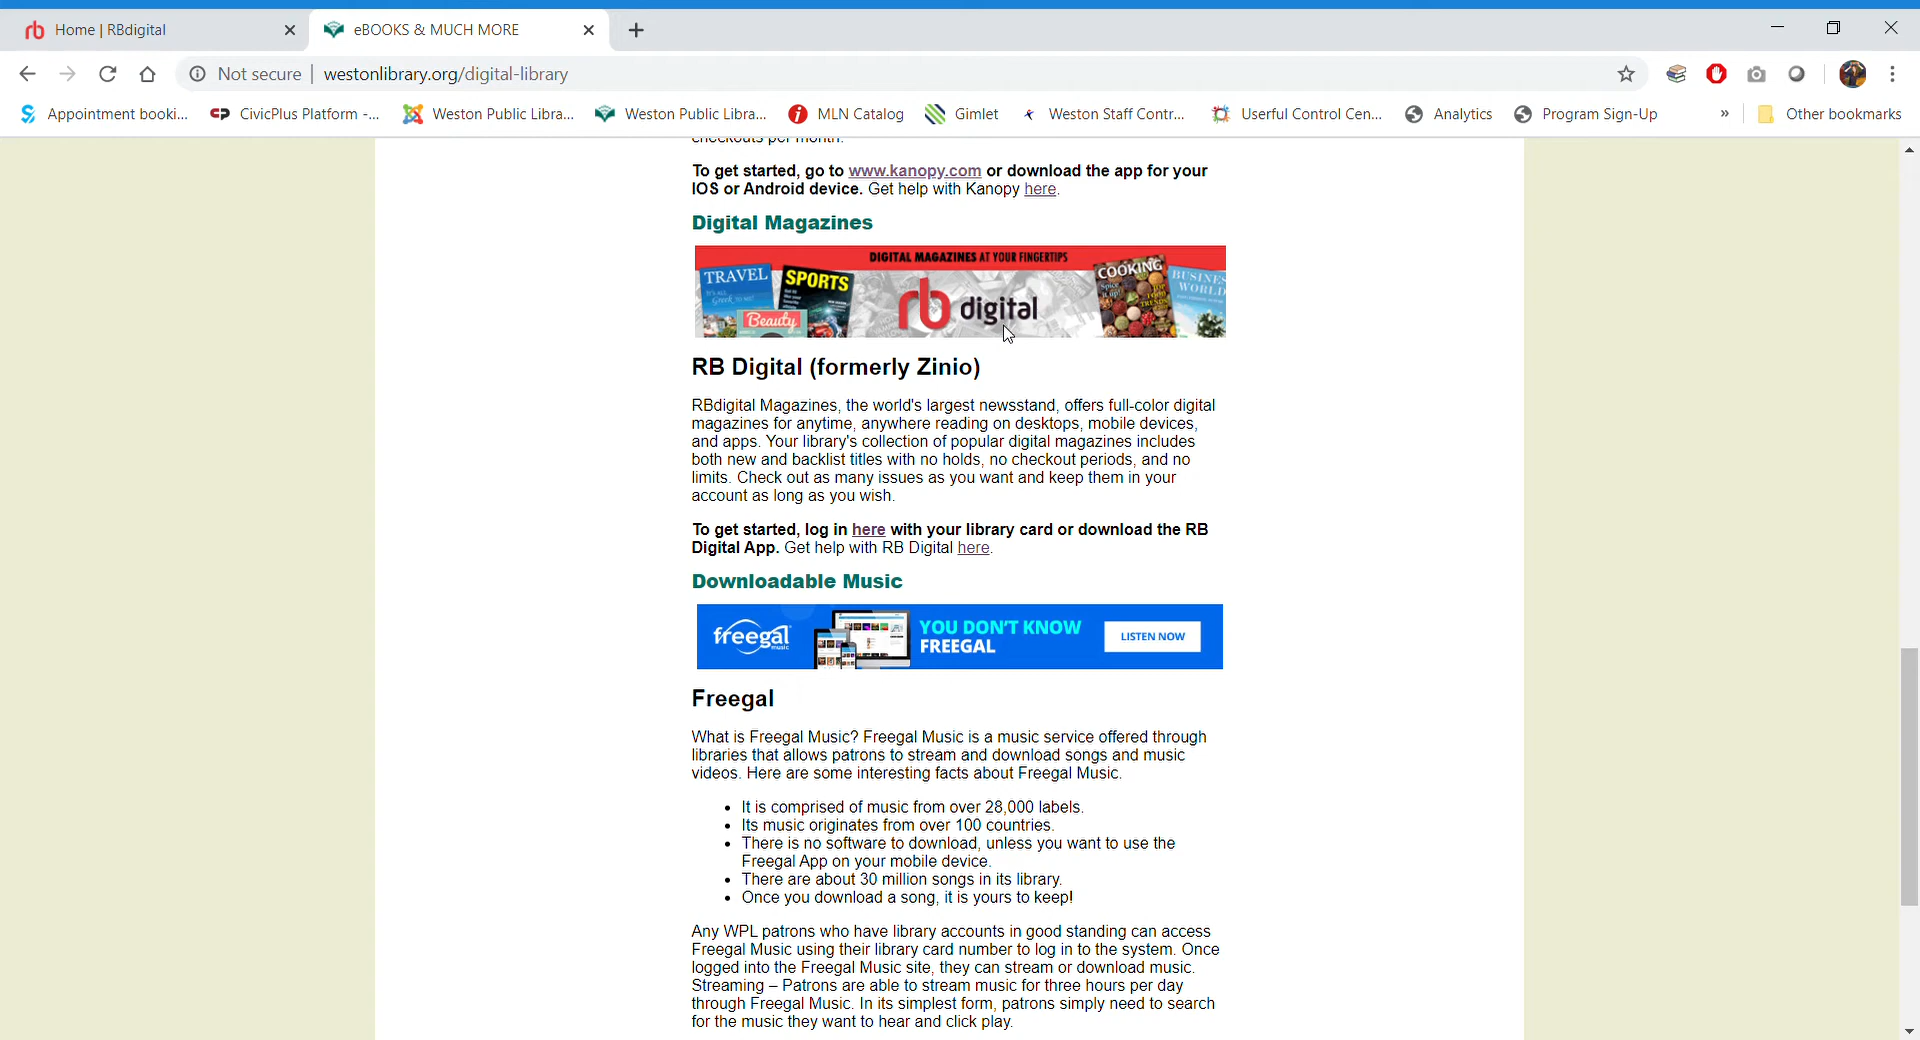 Home | RBdigital
eBOOKS & MUCH MORE
Not secure | westonlibrary.org/digital-library
Appointment booki...
CivicPlus Platform -...
Weston Public Libra...
Weston Public Libra...
MLN Catalog
Gimlet
Weston Staff Contr...
Userful Control Cen...
Analytics
Program Sign-Up
»
Other bookmarks
checkouts per month.
To get started, go to www.kanopy.com or download the app for your
IOS or Android device. Get help with Kanopy here.
Digital Magazines
DIGITAL MAGAZINES AT YOUR FINGERTIPS
TRAVEL
SPORTS
Beauty
rb digital
COOKING
BUSINESS
WORLD
RB Digital (formerly Zinio)
RBdigital Magazines, the world's largest newsstand, offers full-color digital
magazines for anytime, anywhere reading on desktops, mobile devices,
and apps. Your library's collection of popular digital magazines includes
both new and backlist titles with no holds, no checkout periods, and no
limits. Check out as many issues as you want and keep them in your
account as long as you wish.
To get started, log in here with your library card or download the RB
Digital App. Get help with RB Digital here.
Downloadable Music
freegal music
YOU DON'T KNOW
FREEGAL
LISTEN NOW
Freegal
What is Freegal Music? Freegal Music is a music service offered through
libraries that allows patrons to stream and download songs and music
videos. Here are some interesting facts about Freegal Music.
• It is comprised of music from over 28,000 labels.
• Its music originates from over 100 countries.
• There is no software to download, unless you want to use the
Freegal App on your mobile device.
• There are about 30 million songs in its library.
• Once you download a song, it is yours to keep!
Any WPL patrons who have library accounts in good standing can access
Freegal Music using their library card number to log in to the system. Once
logged into the Freegal Music site, they can stream or download music.
Streaming – Patrons are able to stream music for three hours per day
through Freegal Music. In its simplest form, patrons simply need to search
for the music they want to hear and click play.